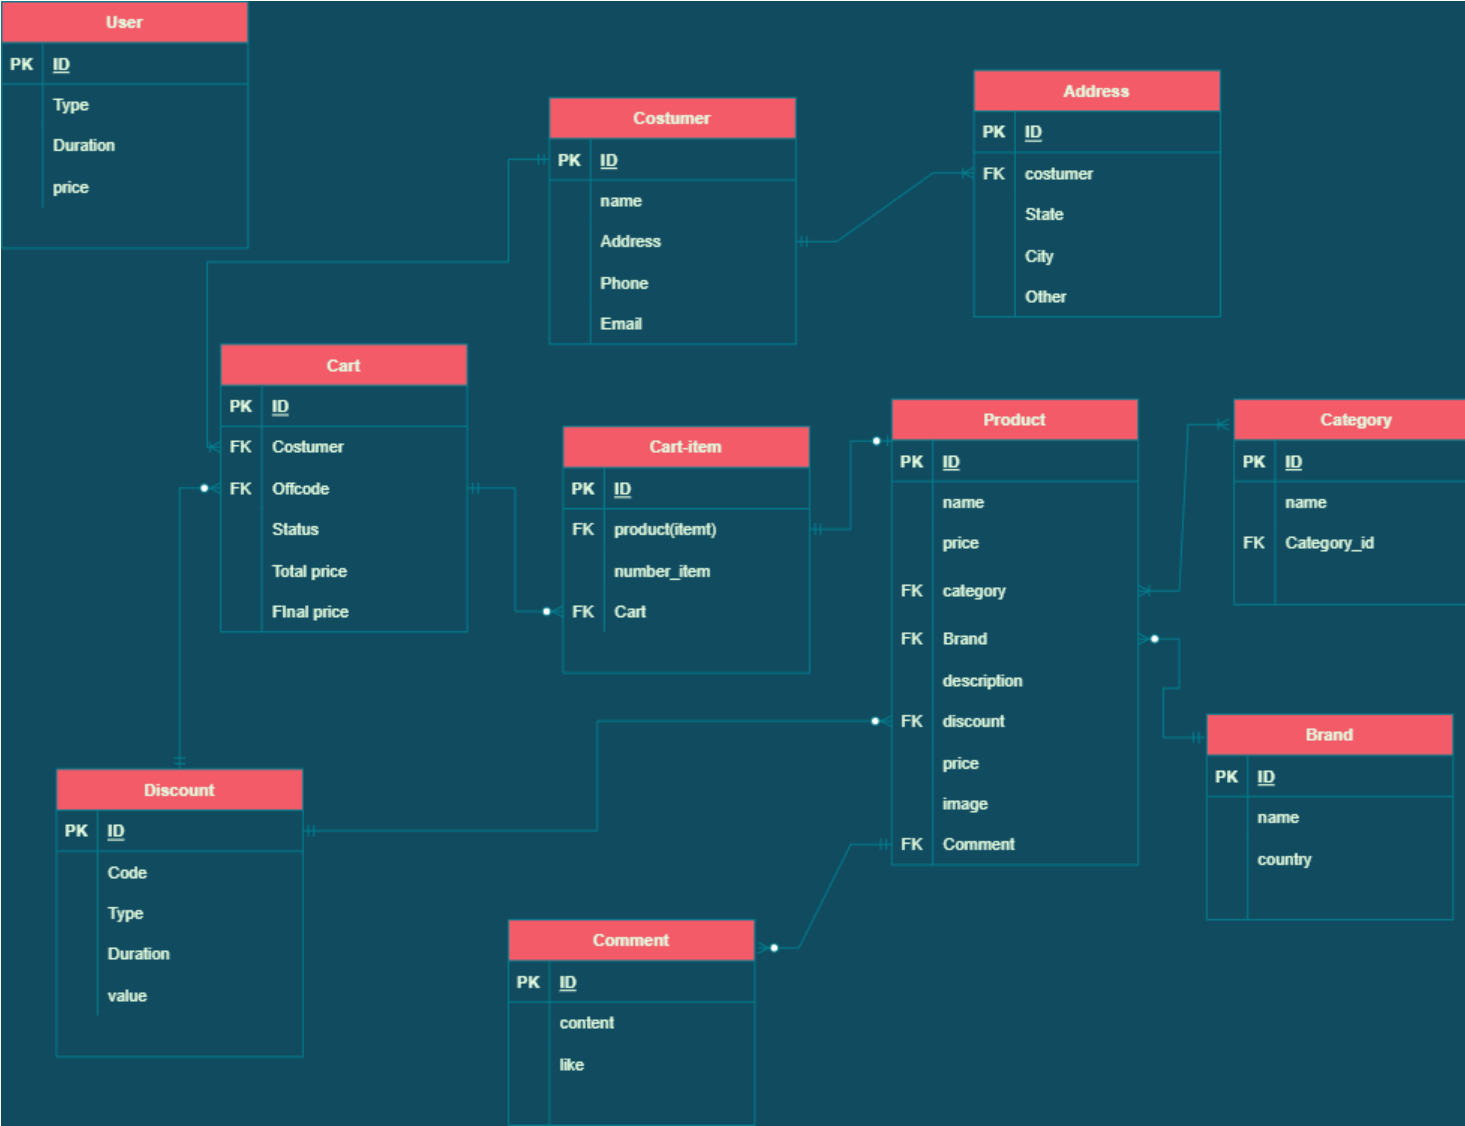 User
PK ID
Type
Duration
price
Costumer
PK ID
name
Address
Phone
Email
Address
PK ID
FK costumer
State
City
Other
Cart
PK ID
FK Costumer
FK Offcode
Status
Total price
FInal price
Cart-item
PK ID
FK product(itemt)
number_item
FK Cart
Product
PK ID
name
price
FK category
FK Brand
description
FK discount
price
image
FK Comment
Category
PK ID
name
FK Category_id
Brand
PK ID
name
country
Discount
PK ID
Code
Type
Duration
value
Comment
PK ID
content
like